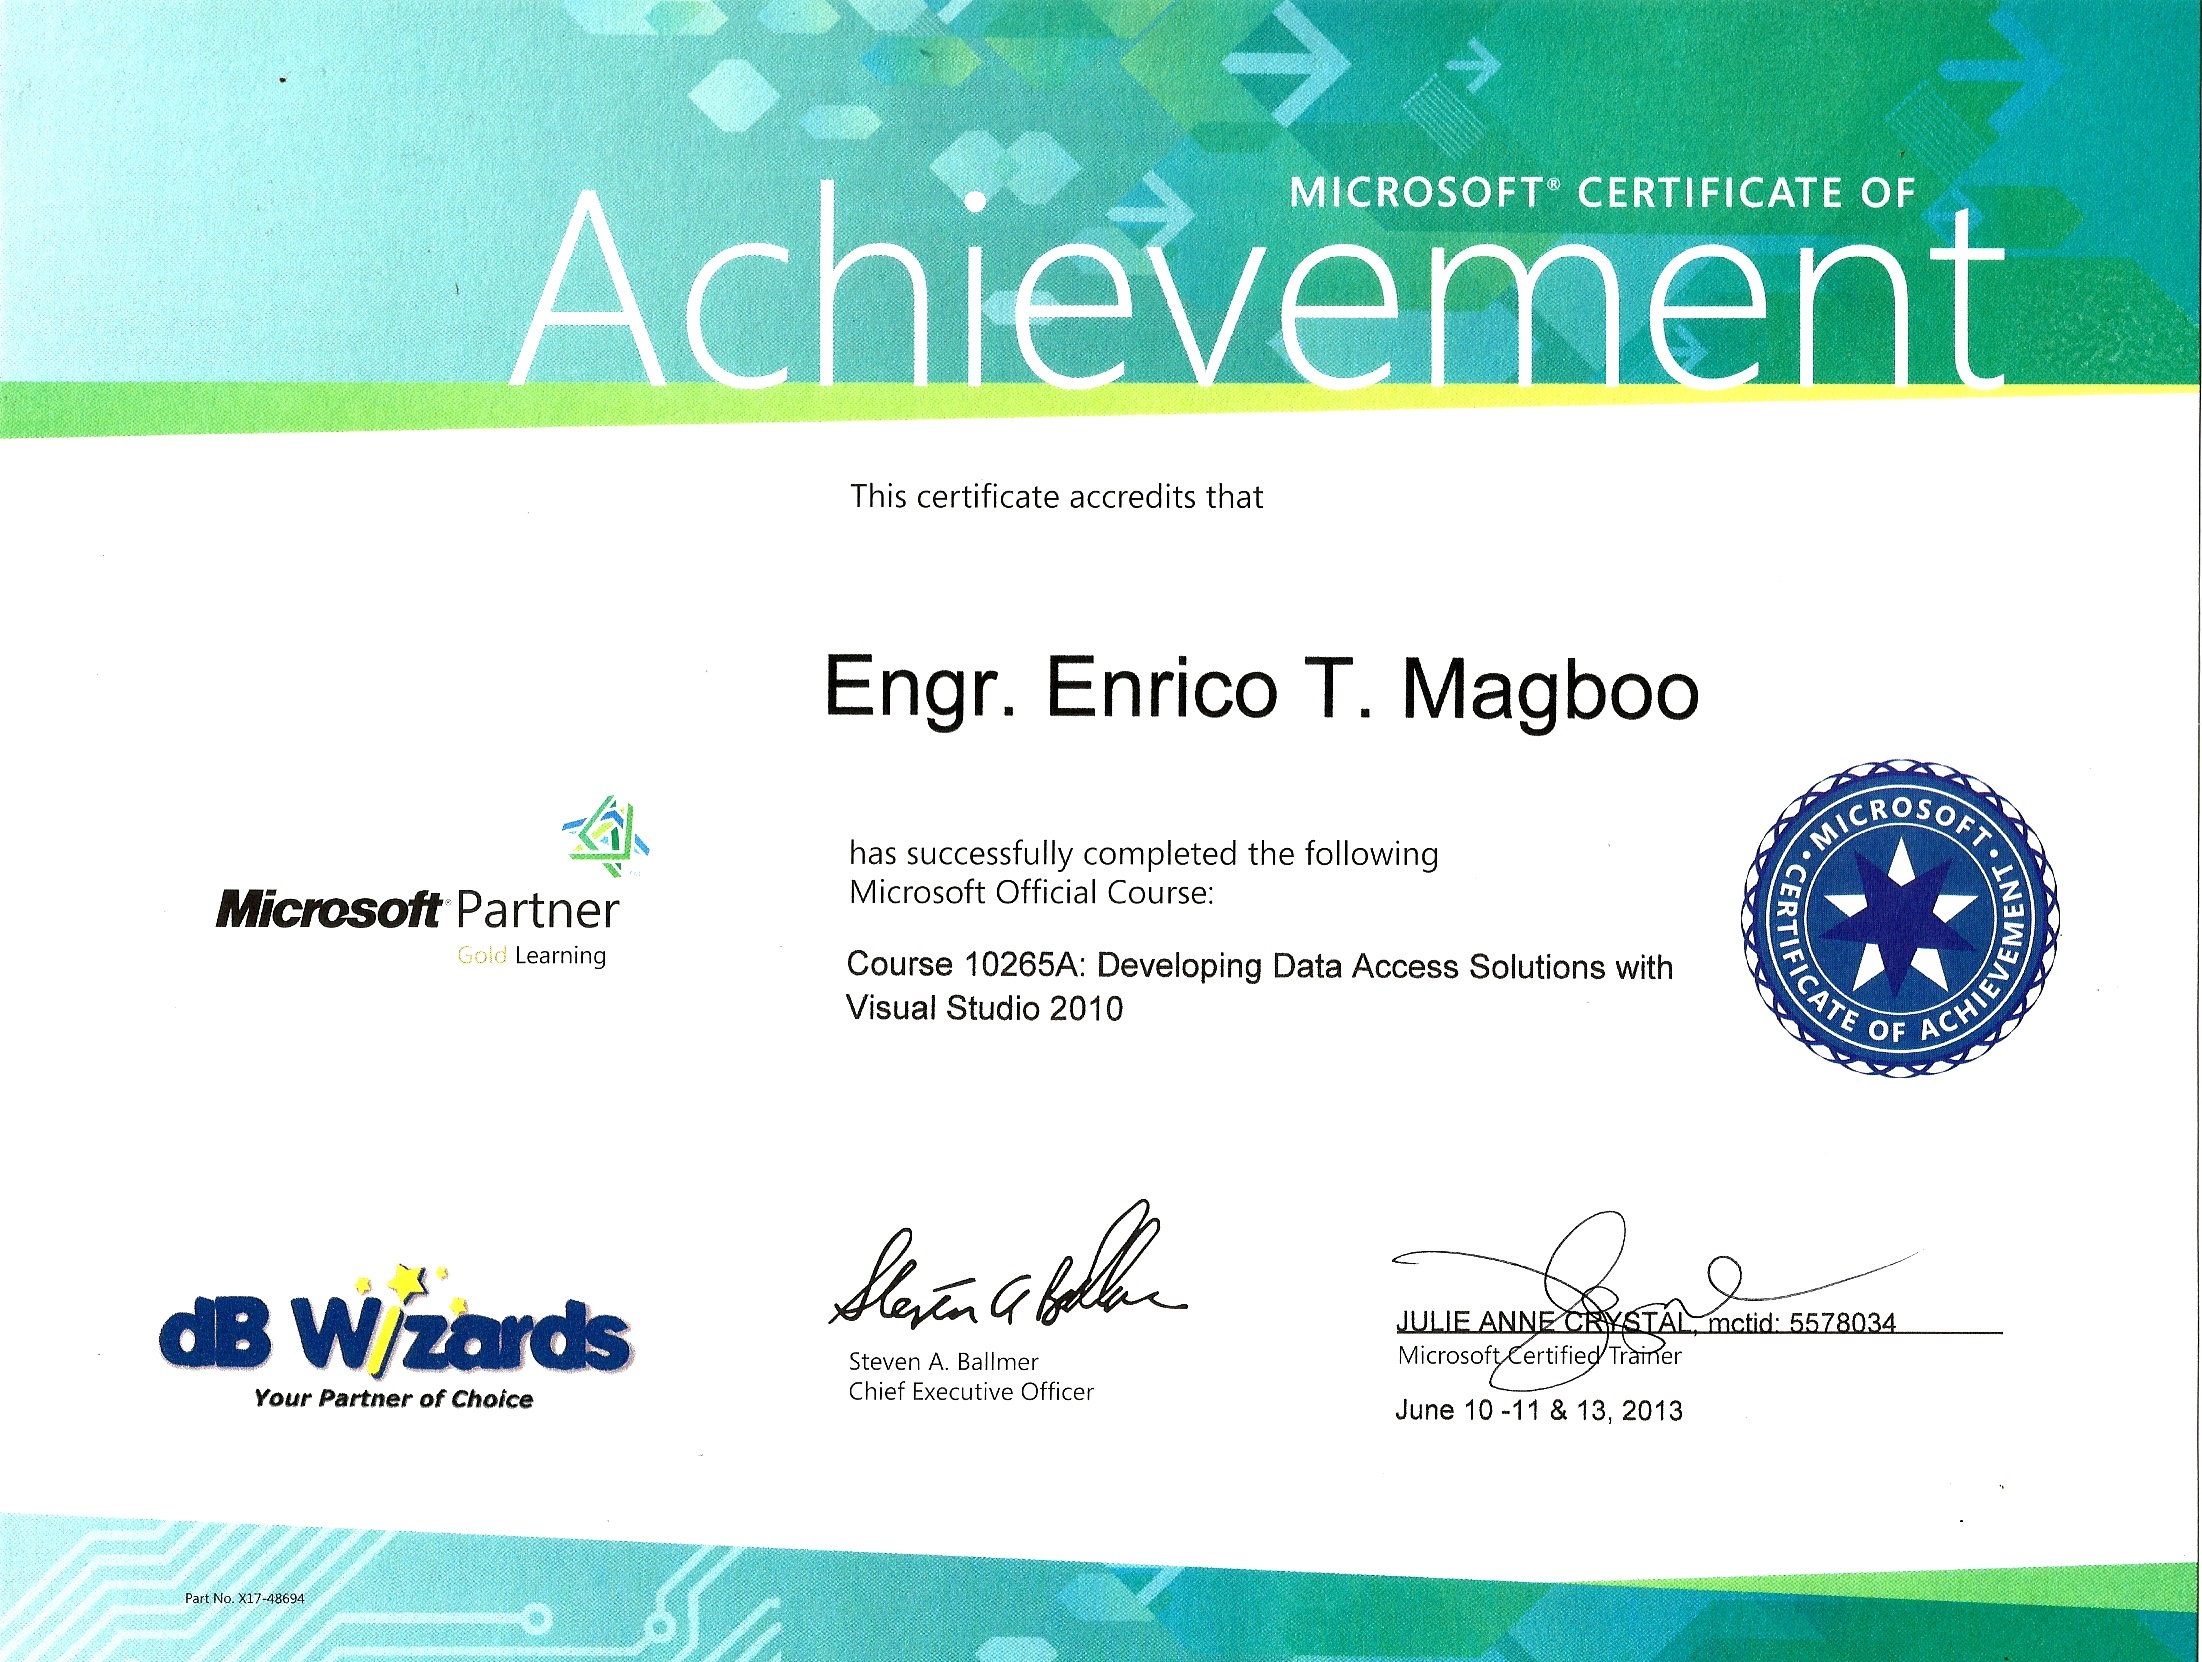 MICROSOFT® CERTIFICATE OF
Achievement
This certificate accredits that
Engr. Enrico T. Magboo
has successfully completed the following
Microsoft Official Course:
Course 10265A: Developing Data Access Solutions with
Visual Studio 2010
Microsoft® Partner
Gold Learning
• MICROSOFT •
CERTIFICATE OF ACHIEVEMENT
dB Wizards
Your Partner of Choice
Steven A Ballmer
Steven A. Ballmer
Chief Executive Officer
JULIE ANNE CRYSTAL, mctid: 5578034
Microsoft Certified Trainer
June 10 -11 & 13, 2013
Part No. X17-48694